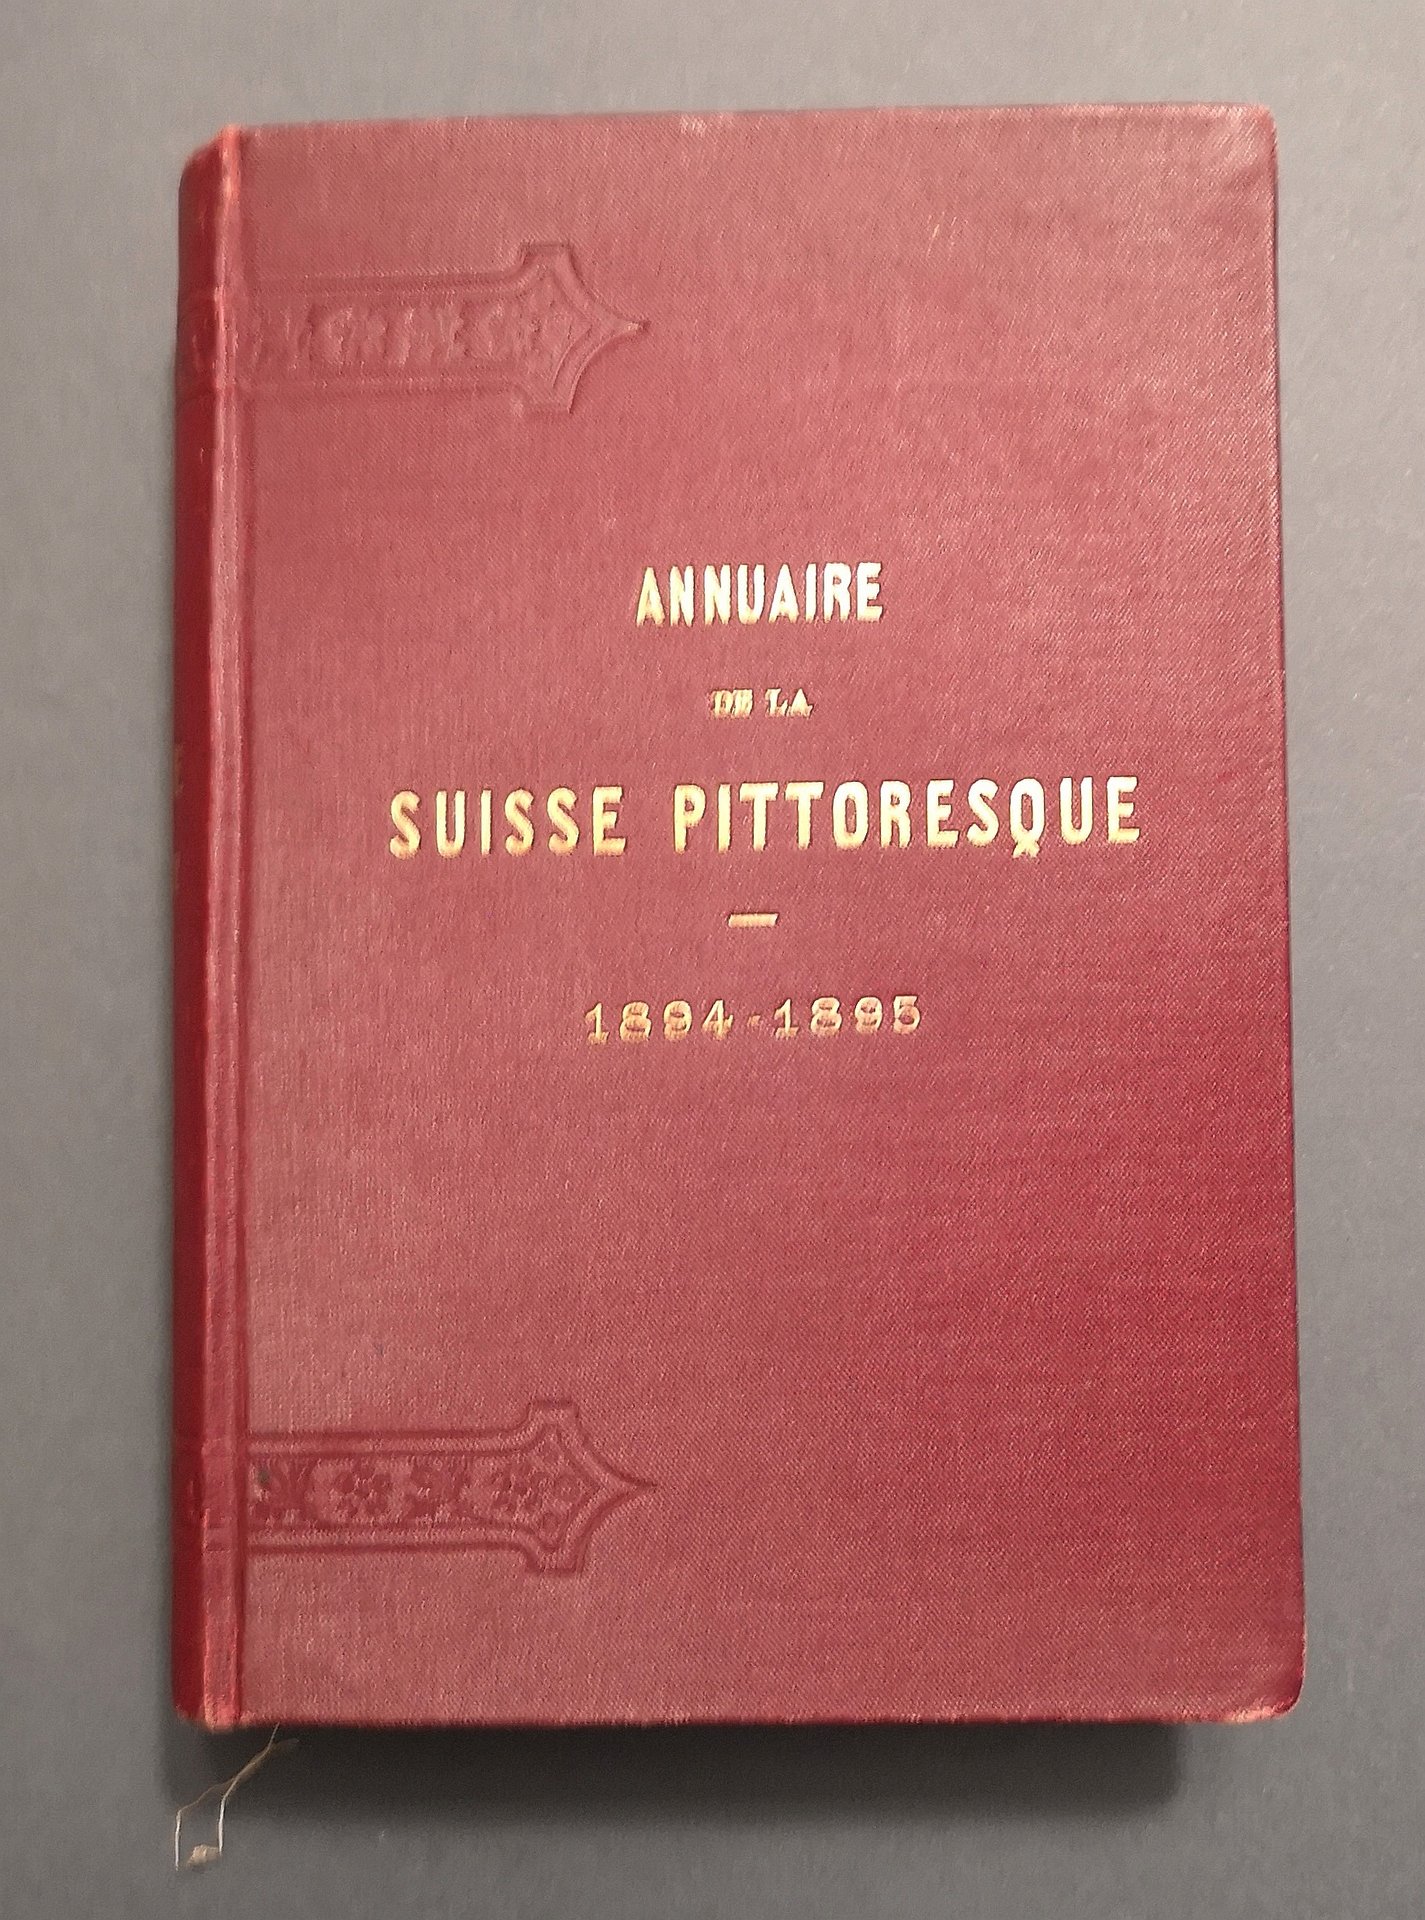 ANNUAIRE
DE LA
SUISSE PITTORESQUE
—
1894-1895